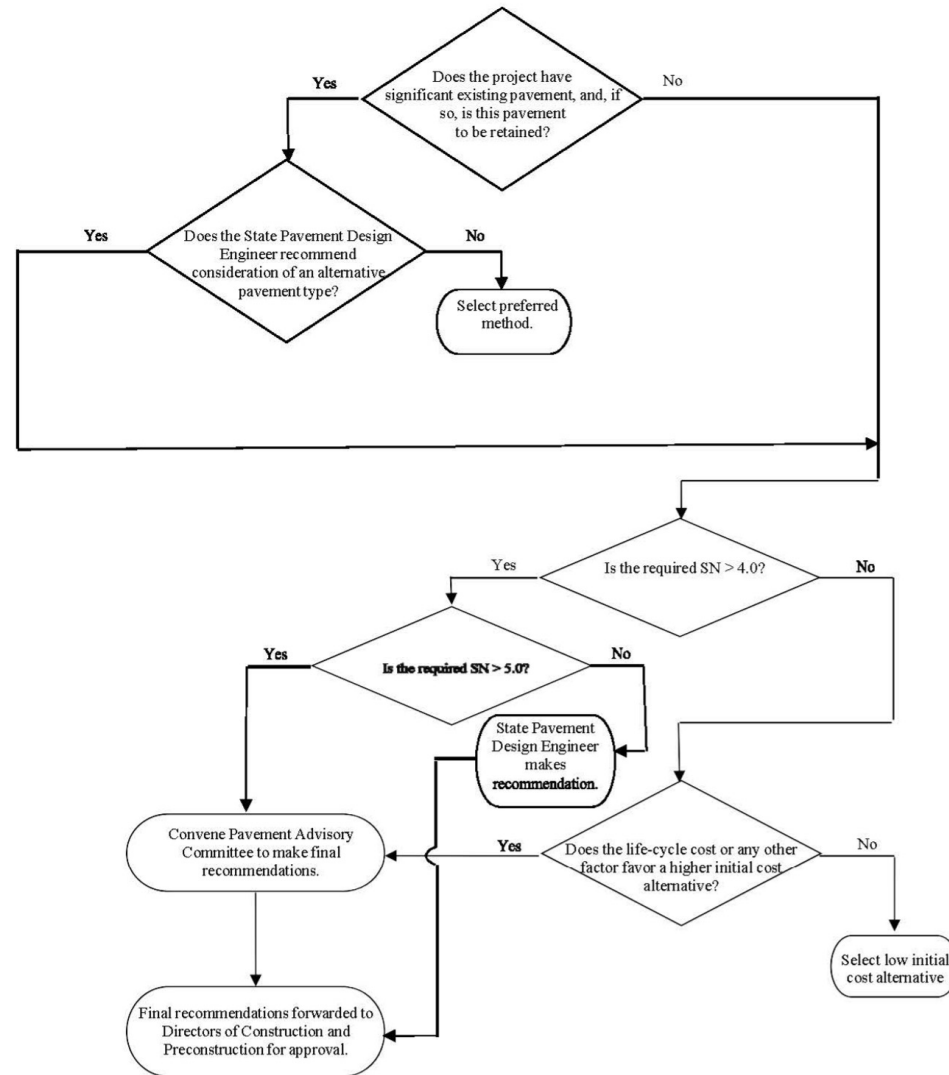 Yes
Does the project have
significant existing pavement, and, if
so, is this pavement
to be retained?
No
Yes
Does the State Pavement Design
Engineer recommend
consideration of an alternative
pavement type?
No
Select preferred
method.
Yes
Is the required SN > 4.0?
No
Yes
Is the required SN > 5.0?
No
State Pavement
Design Engineer
makes
recommendation.
Convene Pavement Advisory
Committee to make final
recommendations.
Yes
Does the life-cycle cost or any other
factor favor a higher initial cost
alternative?
No
Select low initial
cost alternative
Final recommendations forwarded to
Directors of Construction and
Preconstruction for approval.